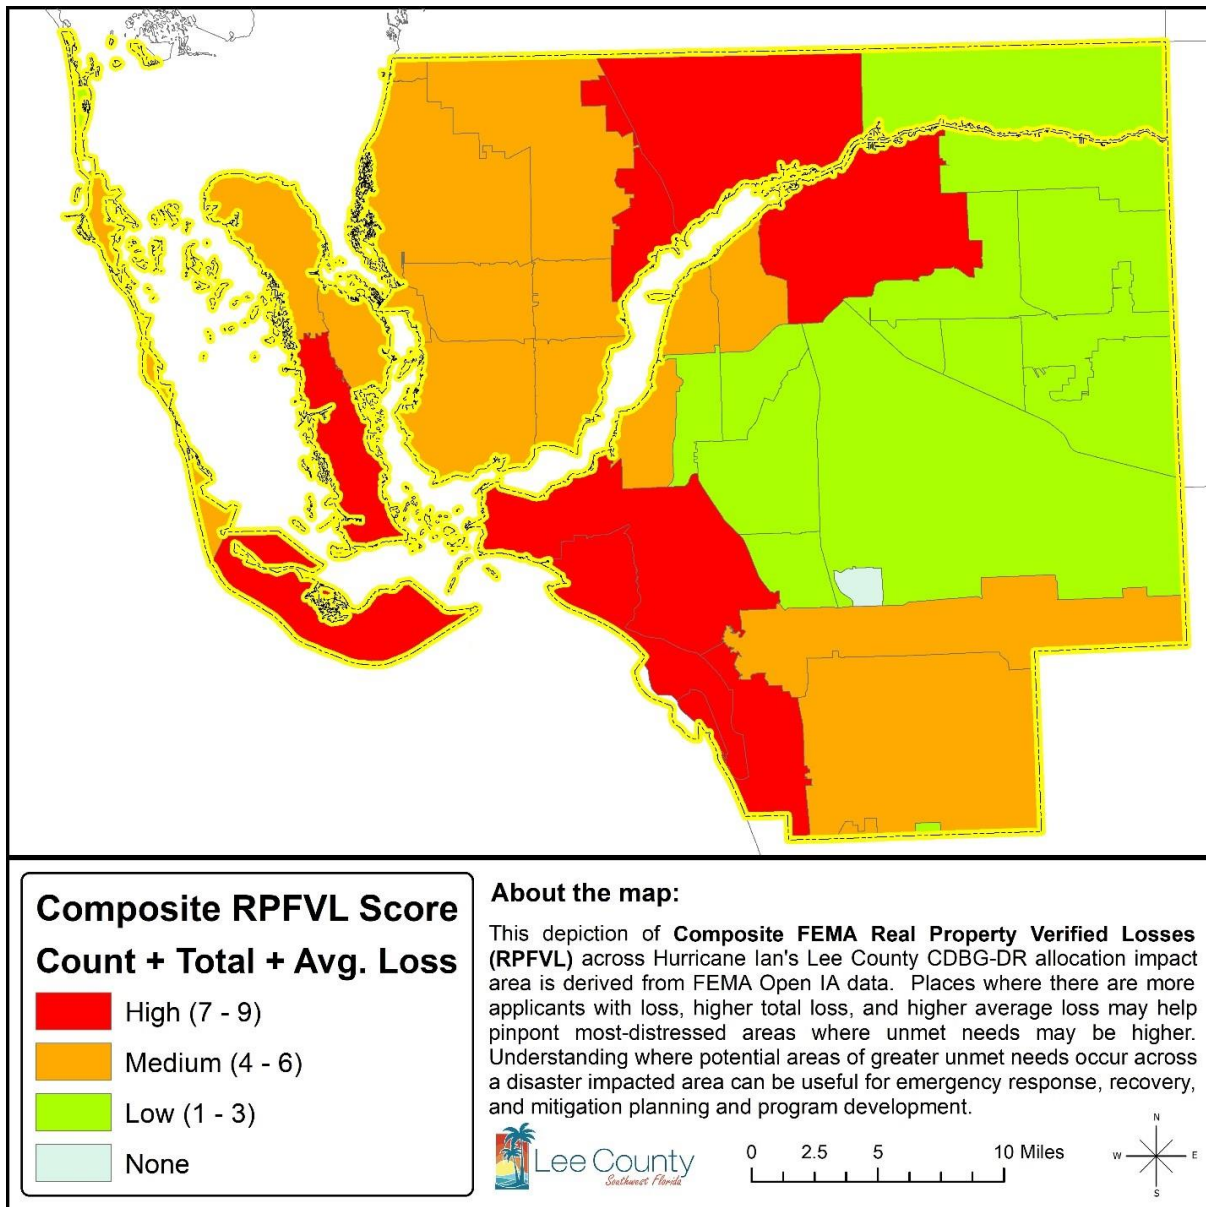 Composite RPFVL Score
Count + Total + Avg. Loss
High (7 - 9)
Medium (4 - 6)
Low (1 - 3)
None
About the map:
This depiction of Composite FEMA Real Property Verified Losses
(RPFVL) across Hurricane Ian's Lee County CDBG-DR allocation impact
area is derived from FEMA Open IA data. Places where there are more
applicants with loss, higher total loss, and higher average loss may help
pinpont most-distressed areas where unmet needs may be higher.
Understanding where potential areas of greater unmet needs occur across
a disaster impacted area can be useful for emergency response, recovery,
and mitigation planning and program development.
Lee County
Southwest Florida
0 2.5 5 10 Miles
N
W E
S